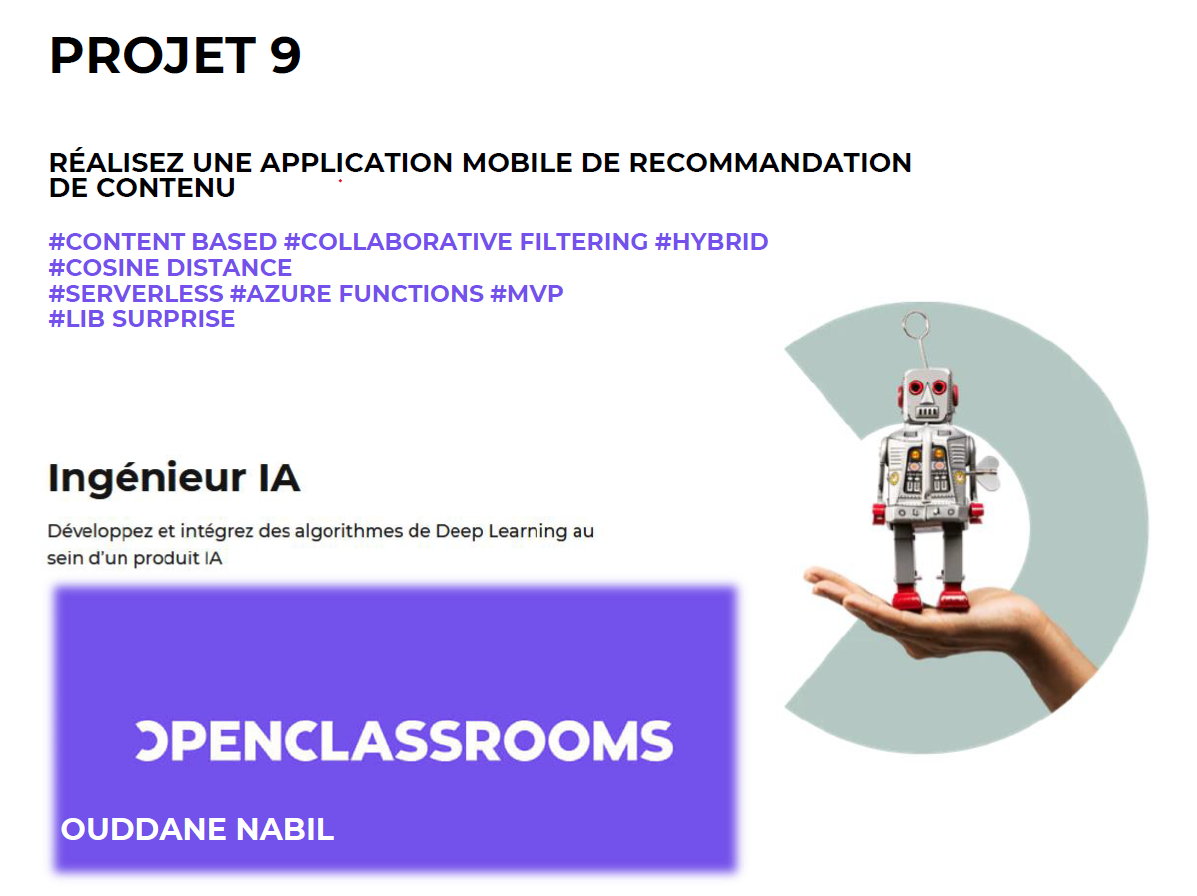 PROJET 9
RÉALISEZ UNE APPLICATION MOBILE DE RECOMMANDATION
DE CONTENU
#CONTENT BASED #COLLABORATIVE FILTERING #HYBRID
#COSINE DISTANCE
#SERVERLESS #AZURE FUNCTIONS #MVP
#LIB SURPRISE
Ingénieur IA
Développez et intégrez des algorithmes de Deep Learning au
sein d'un produit IA
OPENCLASSROOMS
OUDDANE NABIL